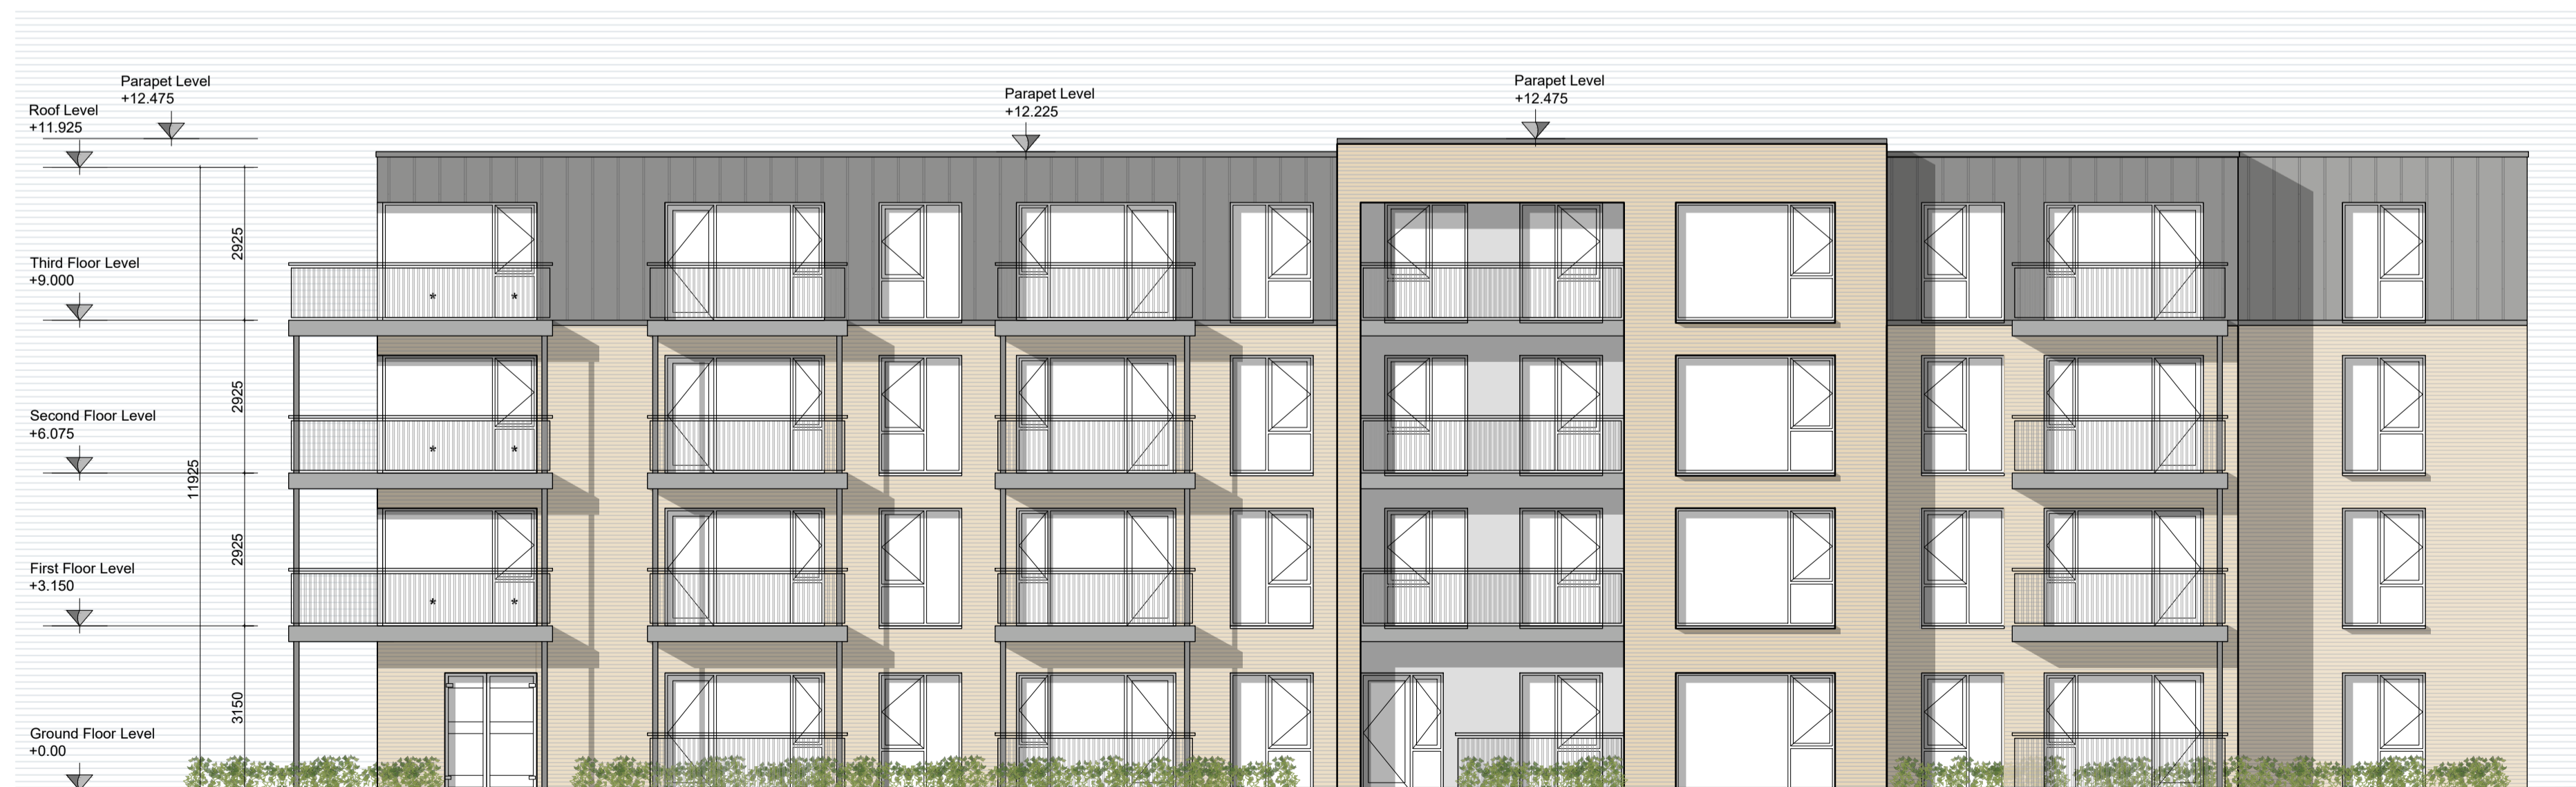 Parapet Level
+12.475
Roof Level
+11.925
Parapet Level
+12.225
Parapet Level
+12.475
2925
Third Floor Level
+9.000
2925
Second Floor Level
+6.075
11925
2925
First Floor Level
+3.150
3150
Ground Floor Level
+0.00
* *
* *
* *